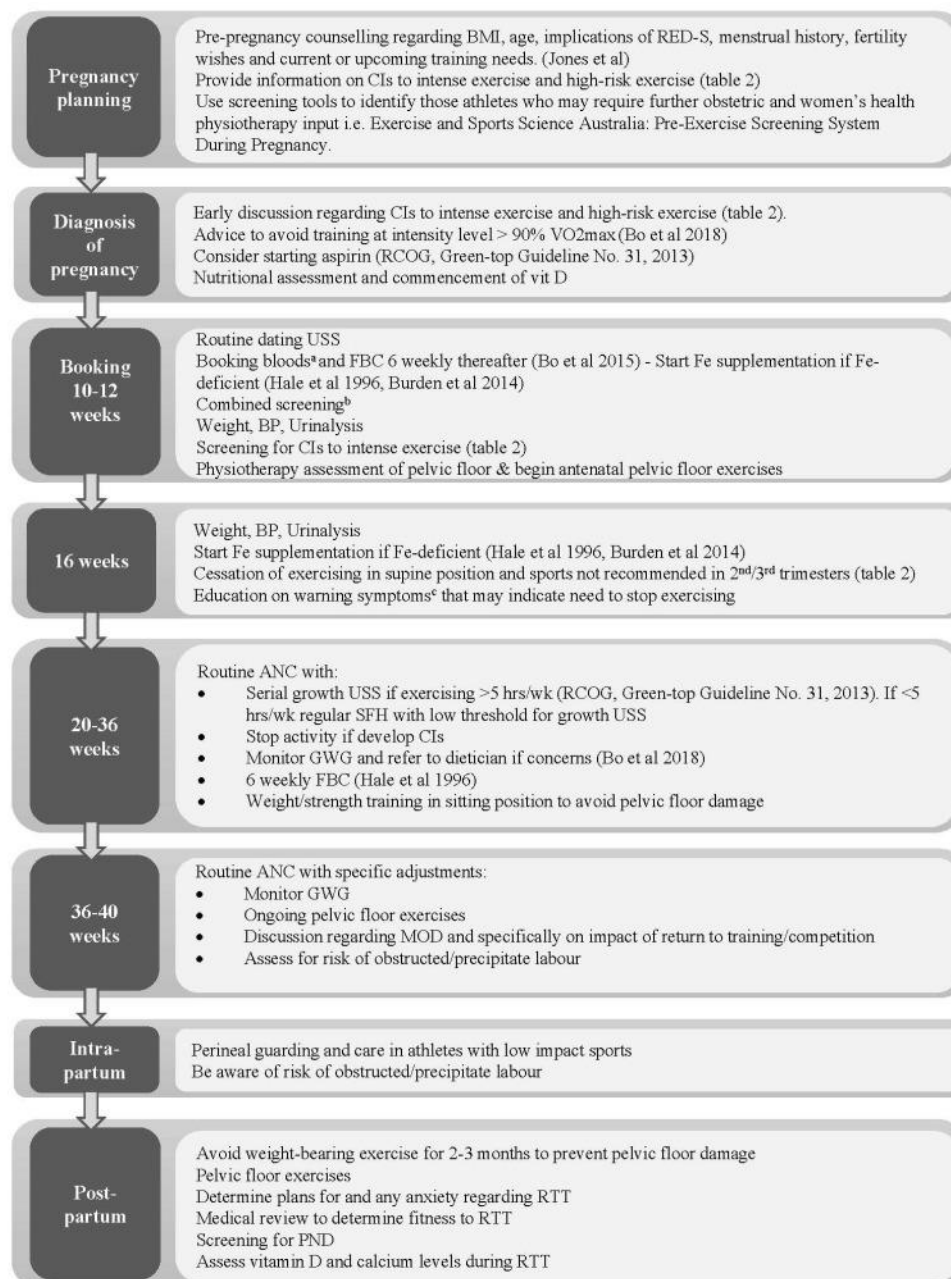 Pregnancy
planning
Pre-pregnancy counselling regarding BMI, age, implications of RED-S, menstrual history, fertility
wishes and current or upcoming training needs. (Jones et al)
Provide information on CIs to intense exercise and high-risk exercise (table 2)
Use screening tools to identify those athletes who may require further obstetric and women's health
physiotherapy input i.e. Exercise and Sports Science Australia: Pre-Exercise Screening System
During Pregnancy.
Diagnosis
of
pregnancy
Early discussion regarding CIs to intense exercise and high-risk exercise (table 2).
Advice to avoid training at intensity level > 90% VO2max (Bo et al 2018)
Consider starting aspirin (RCOG, Green-top Guideline No. 31, 2013)
Nutritional assessment and commencement of vit D
Booking
10-12
weeks
Routine dating USS
Booking bloodsᵃ and FBC 6 weekly thereafter (Bo et al 2015) - Start Fe supplementation if Fe-
deficient (Hale et al 1996, Burden et al 2014)
Combined screeningᵇ
Weight, BP, Urinalysis
Screening for CIs to intense exercise (table 2)
Physiotherapy assessment of pelvic floor & begin antenatal pelvic floor exercises
16 weeks
Weight, BP, Urinalysis
Start Fe supplementation if Fe-deficient (Hale et al 1996, Burden et al 2014)
Cessation of exercising in supine position and sports not recommended in 2ⁿᵈ/3ʳᵈ trimesters (table 2)
Education on warning symptomsᶜ that may indicate need to stop exercising
20-36
weeks
Routine ANC with:
• Serial growth USS if exercising >5 hrs/wk (RCOG, Green-top Guideline No. 31, 2013). If <5
hrs/wk regular SFH with low threshold for growth USS
• Stop activity if develop CIs
• Monitor GWG and refer to dietician if concerns (Bo et al 2018)
• 6 weekly FBC (Hale et al 1996)
• Weight/strength training in sitting position to avoid pelvic floor damage
36-40
weeks
Routine ANC with specific adjustments:
• Monitor GWG
• Ongoing pelvic floor exercises
• Discussion regarding MOD and specifically on impact of return to training/competition
• Assess for risk of obstructed/precipitate labour
Intra-
partum
Perineal guarding and care in athletes with low impact sports
Be aware of risk of obstructed/precipitate labour
Post-
partum
Avoid weight-bearing exercise for 2-3 months to prevent pelvic floor damage
Pelvic floor exercises
Determine plans for and any anxiety regarding RTT
Medical review to determine fitness to RTT
Screening for PND
Assess vitamin D and calcium levels during RTT